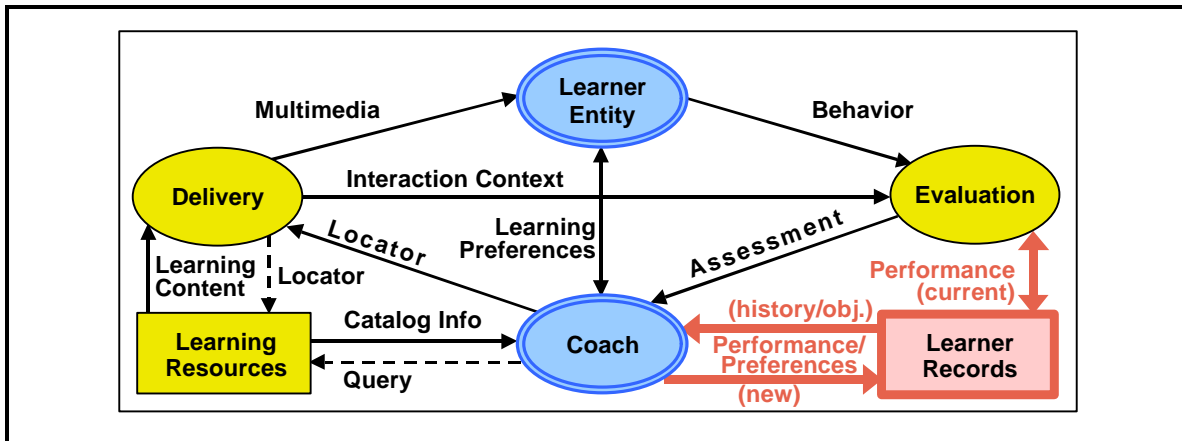 Learner
Entity
Multimedia
Behavior
Delivery
Interaction Context
Evaluation
Learning
Preferences
Locator
Assessment
Learning
Content
Locator
Performance
(current)
Learning
Resources
Catalog Info
Query
Coach
(history/obj.)
Performance/
Preferences
(new)
Learner
Records